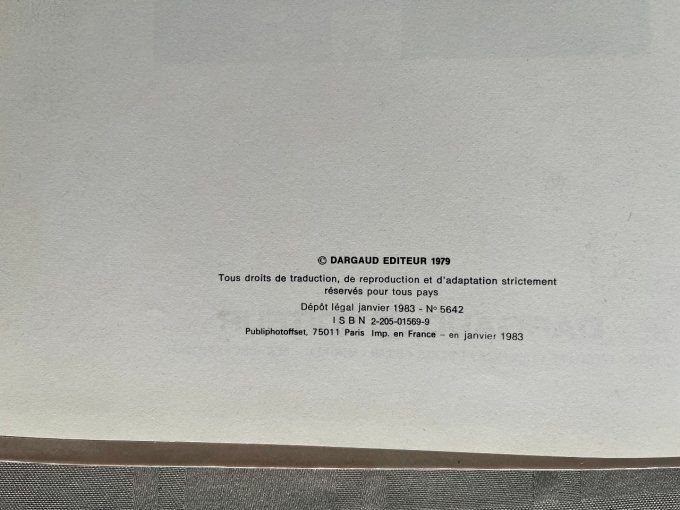 © DARGAUD EDITEUR 1979
Tous droits de traduction, de reproduction et d'adaptation strictement
réservés pour tous pays
Dépôt légal janvier 1983 - N° 5642
ISBN 2-205-01569-9
Publiphotoffset, 75011 Paris Imp. en France – en janvier 1983